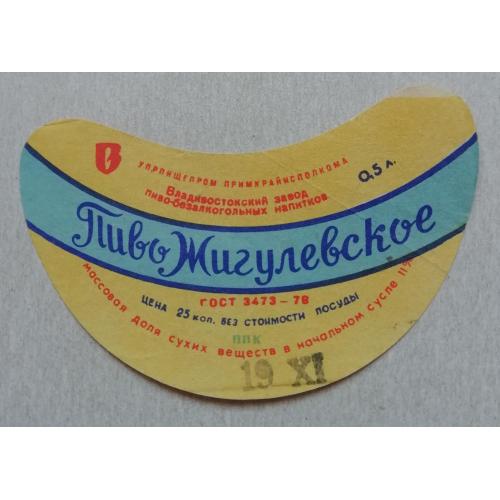 УПРПИЩЕПРОМ ПРИМКРАЙИСПОЛКОМА
Владивостокский завод
пиво-безалкогольных напитков
0,5 л.
Пиво Жигулевское
ГОСТ 3473-78
ЦЕНА 25 коп. БЕЗ СТОИМОСТИ ПОСУДЫ
массовая доля сухих веществ в начальном сусле 11%
ППК
19 XI